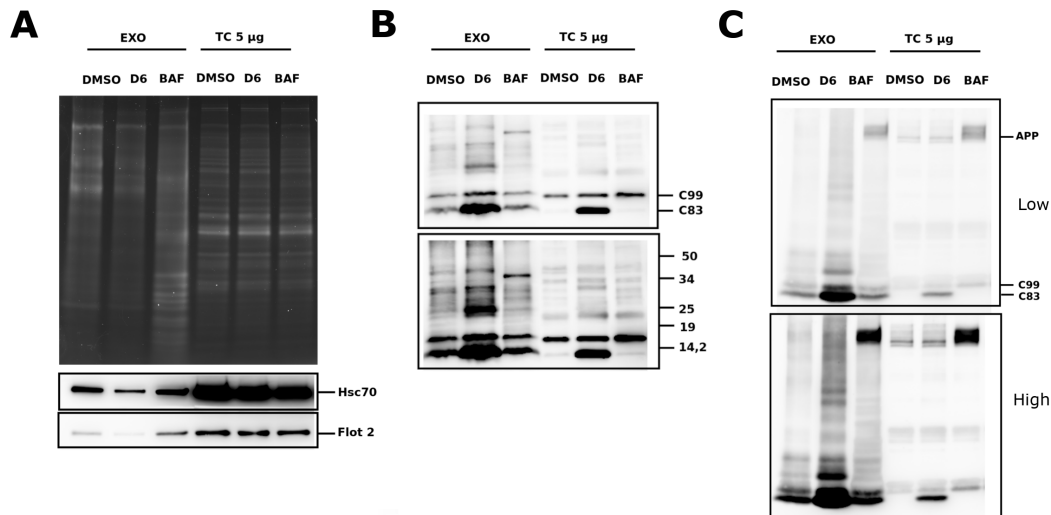 A
EXO TC 5 µg
DMSO D6 BAF DMSO D6 BAF
Hsc70
Flot 2
B
EXO TC 5 µg
DMSO D6 BAF DMSO D6 BAF
C99
C83
50
34
25
19
14,2
C
EXO TC 5 µg
DMSO D6 BAF DMSO D6 BAF
APP
Low
C99
C83
High